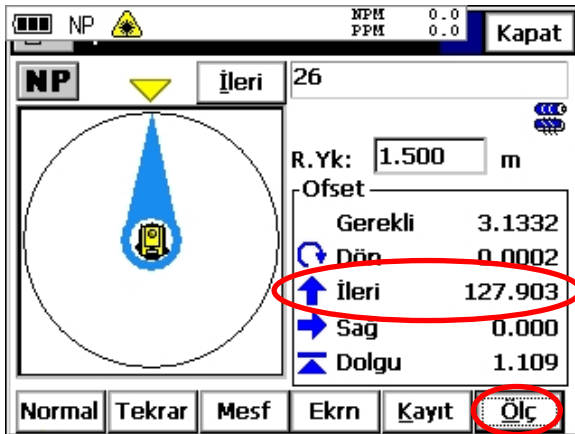 NP NPM 0.0
PPM 0.0
Kapat
NP İleri 26
R.Yk: 1.500 m
Ofset
Gerekli 3.1332
Dön 0.0002
İleri 127.903
Sağ 0.000
Dolgu 1.109
Normal Tekrar Mesf Ekrn Kayıt Ölç